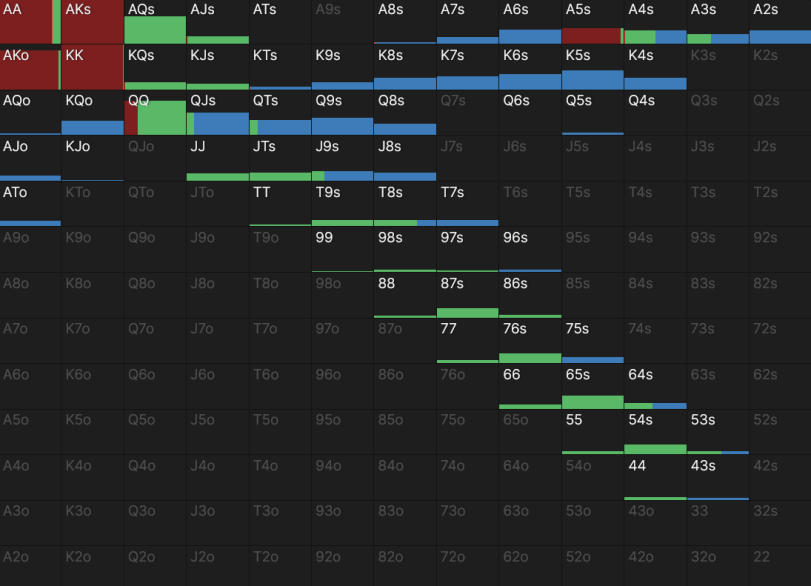 AA AKs AQs AJs ATs A9s A8s A7s A6s A5s A4s A3s A2s
AKo KK KQs KJs KTs K9s K8s K7s K6s K5s K4s K3s K2s
AQo KQo QQ QJs QTs Q9s Q8s Q7s Q6s Q5s Q4s Q3s Q2s
AJo KJo QJo JJ JTs J9s J8s J7s J6s J5s J4s J3s J2s
ATo KTo QTo JTo TT T9s T8s T7s T6s T5s T4s T3s T2s
A9o K9o Q9o J9o T9o 99 98s 97s 96s 95s 94s 93s 92s
A8o K8o Q8o J8o T8o 98o 88 87s 86s 85s 84s 83s 82s
A7o K7o Q7o J7o T7o 97o 87o 77 76s 75s 74s 73s 72s
A6o K6o Q6o J6o T6o 96o 86o 76o 66 65s 64s 63s 62s
A5o K5o Q5o J5o T5o 95o 85o 75o 65o 55 54s 53s 52s
A4o K4o Q4o J4o T4o 94o 84o 74o 64o 54o 44 43s 42s
A3o K3o Q3o J3o T3o 93o 83o 73o 63o 53o 43o 33 32s
A2o K2o Q2o J2o T2o 92o 82o 72o 62o 52o 42o 32o 22